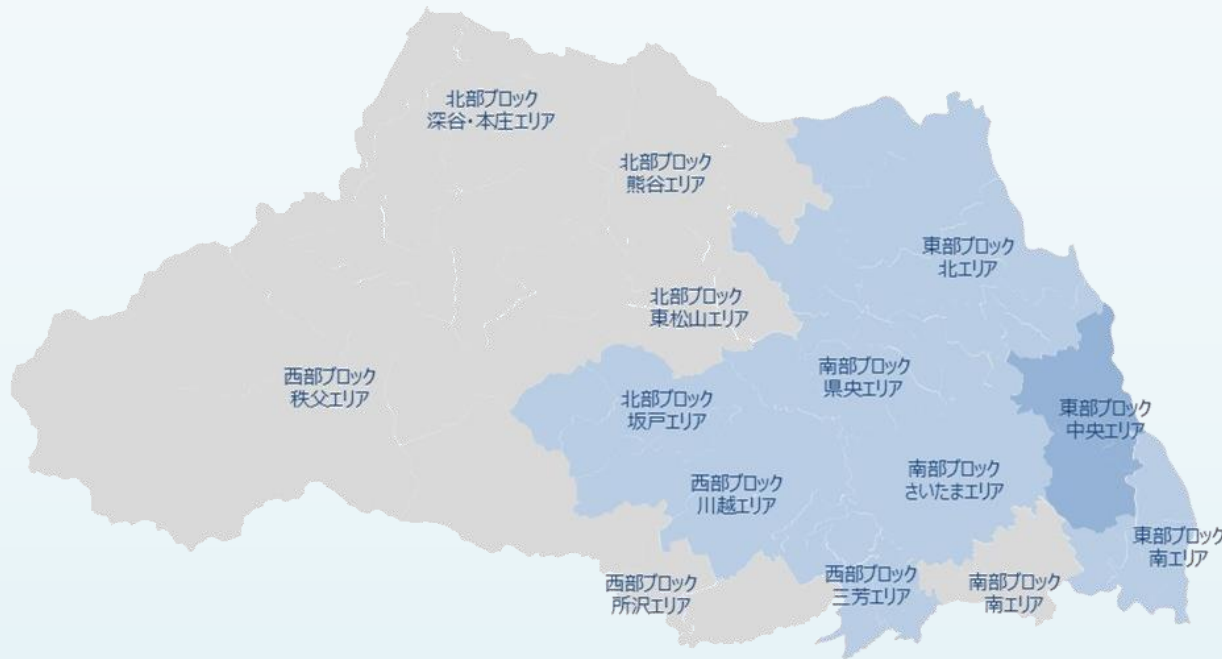 北部ブロック
深谷・本庄エリア
北部ブロック
熊谷エリア
東部ブロック
北エリア
北部ブロック
東松山エリア
西部ブロック
秩父エリア
南部ブロック
県央エリア
北部ブロック
坂戸エリア
東部ブロック
中央エリア
西部ブロック
川越エリア
南部ブロック
さいたまエリア
東部ブロック
南エリア
西部ブロック
所沢エリア
西部ブロック
三芳エリア
南部ブロック
南エリア